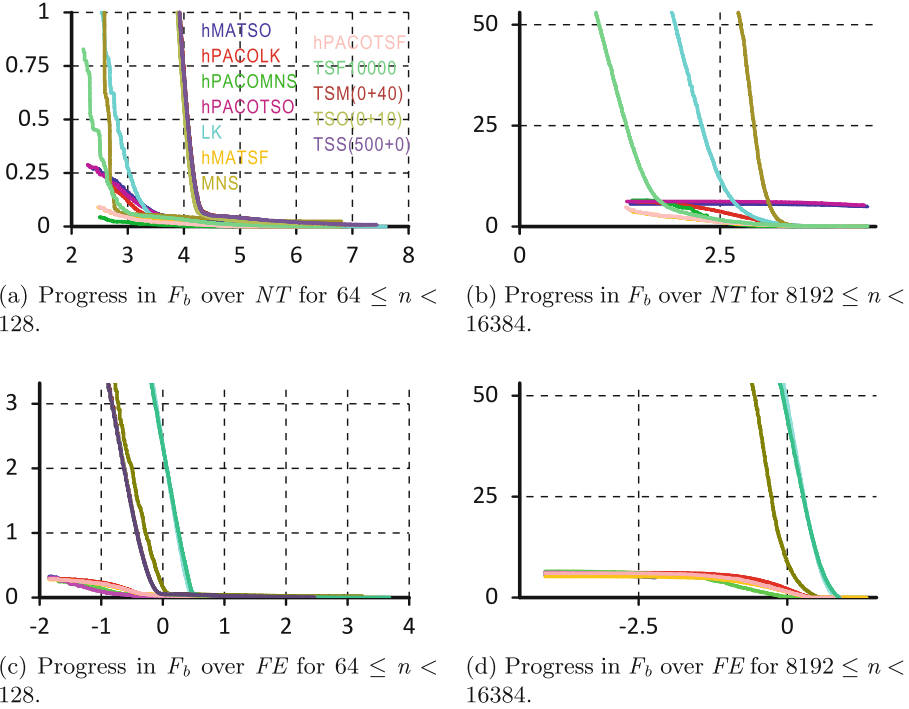 1
0.75
0.5
0.25
0
2 3 4 5 6 7 8
hMATSO
hPACOLK
hPACOMNS
hPACOTSO
LK
hMATSF
MNS
hPACOTSF
TSF10000
TSM(0+40)
TSO(0+10)
TSS(500+0)
(a) Progress in F_b over NT for 64 ≤ n <
128.
50
25
0
0 2.5
(b) Progress in F_b over NT for 8192 ≤ n <
16384.
3
2
1
0
-2 -1 0 1 2 3 4
(c) Progress in F_b over FE for 64 ≤ n <
128.
50
25
0
-2.5 0
(d) Progress in F_b over FE for 8192 ≤ n <
16384.